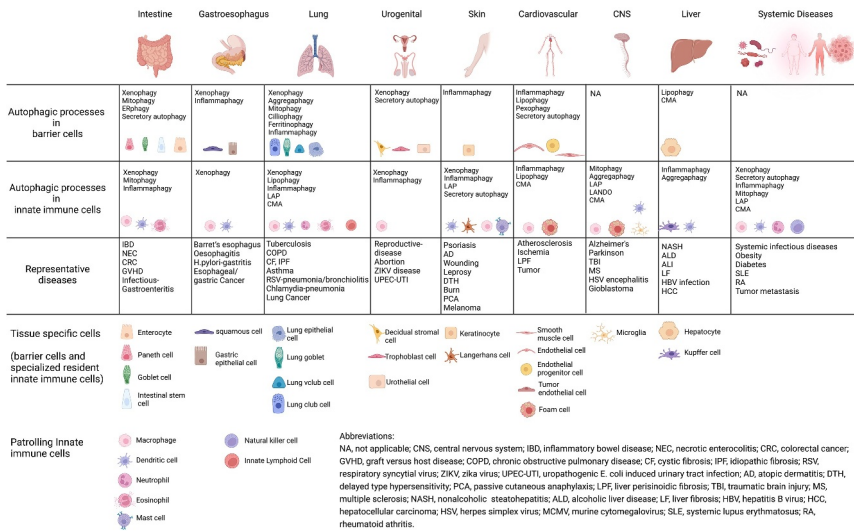 Intestine
Gastroesophagus
Lung
Urogenital
Skin
Cardiovascular
CNS
Liver
Systemic Diseases
Autophagic processes
in
barrier cells
Xenophagy
Mitophagy
ERphagy
Secretory autophagy
Xenophagy
Inflammophagy
Xenophagy
Aggregaphagy
Mitophagy
Cilliophagy
Ferritinophagy
Inflammophagy
Xenophagy
Secretory autophagy
Inflammophagy
Inflammophagy
Lipophagy
Pexophagy
Secretory autophagy
NA
Lipophagy
CMA
NA
Autophagic processes
in
innate immune cells
Xenophagy
Mitophagy
Inflammophagy
Xenophagy
Xenophagy
Lipophagy
Inflammophagy
LAP
CMA
Xenophagy
Inflammophagy
Xenophagy
Inflammophagy
LAP
Secretory autophagy
Inflammophagy
Lipophagy
CMA
Mitophagy
Aggregaphagy
LAP
LANDO
CMA
Inflammophagy
Aggrephagy
Xenophagy
Secretory autophagy
Inflammophagy
Mitophagy
LAP
CMA
Representative
diseases
IBD
NEC
CRC
GVHD
Infectious-
Gastroenteritis
Barret's esophagus
Oesophagitis
H.pylori-gastritis
Esophageal/
gastric Cancer
Tuberculosis
COPD
CF, IPF
Asthma
RSV-pneumonia/bronchiolitis
Chlamydia-pneumonia
Lung Cancer
Reproductive-
disease
Abortion
ZIKV disease
UPEC-UTI
Psoriasis
AD
Wounding
Leprosy
DTH
Burn
PCA
Melanoma
Atherosclerosis
Ischemia
LPF
Tumor
Alzheimer's
Parkinson
TBI
MS
HSV encephalitis
Gioblastoma
NASH
ALD
ALI
LF
HBV infection
HCC
Systemic infectious diseases
Obesity
Diabetes
SLE
RA
Tumor metastasis
Tissue specific cells
(barrier cells and
specialized resident
innate immune cells)
Enterocyte
Paneth cell
Goblet cell
Intestinal stem
cell
squamous cell
Gastric
epithelial cell
Lung epithelial
cell
Lung goblet
Lung vclub cell
Lung club cell
Decidual stromal
cell
Trophoblast cell
Urothelial cell
Keratinocyte
Langerhans cell
Smooth
muscle cell
Endothelial cell
Endothelial
progenitor cell
Tumor
endothelial cell
Foam cell
Microglia
Hepatocyte
Kupffer cell
Patrolling Innate
immune cells
Macrophage
Dendritic cell
Neutrophil
Eosinophil
Mast cell
Natural killer cell
Innate Lymphoid Cell
Abbreviations:
NA, not applicable; CNS, central nervous system; IBD, inflammatory bowel disease; NEC, necrotic enterocolitis; CRC, colorectal cancer;
GVHD, graft versus host disease; COPD, chronic obstructive pulmonary disease; CF, cystic fibrosis; IPF, idiopathic fibrosis; RSV,
respiratory syncytial virus; ZIKV, zika virus; UPEC-UTI, uropathogenic E. coli induced urinary tract infection; AD, atopic dermatitis; DTH,
delayed type hypersensitivity; PCA, passive cutaneous anaphylaxis; LPF, liver perisinoidic fibrosis; TBI, traumatic brain injury; MS,
multiple sclerosis; NASH, nonalcoholic steatohepatitis; ALD, alcoholic liver disease; LF, liver fibrosis; HBV, hepatitis B virus; HCC,
hepatocellular carcinoma; HSV, herpes simplex virus; MCMV, murine cytomegalovirus; SLE, systemic lupus erythmatosus; RA,
rheumatoid athritis.